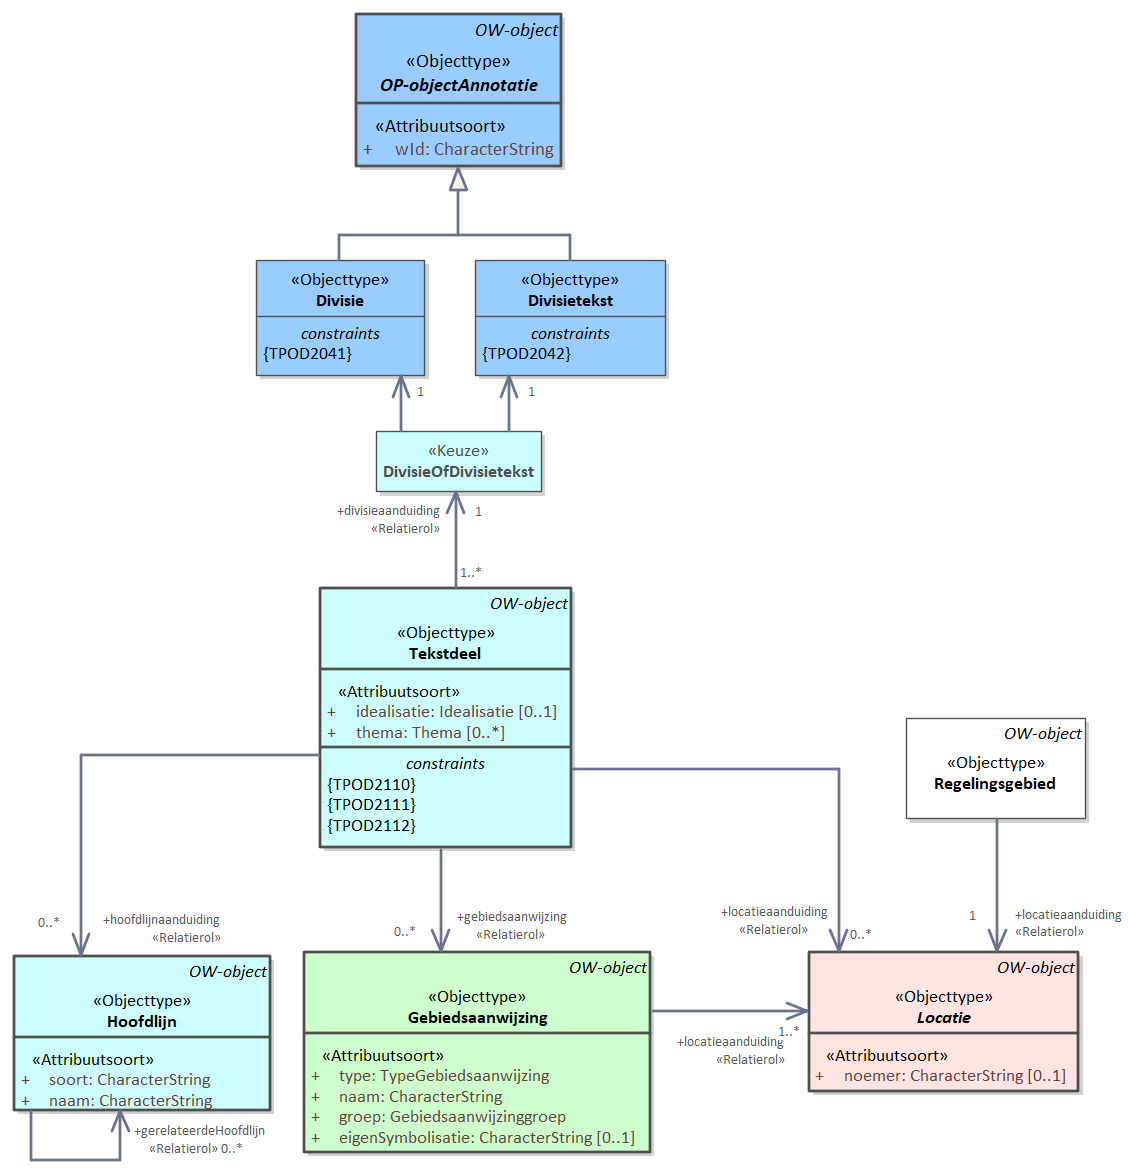 OW-object
«Objecttype»
OP-objectAnnotatie
«Attribuutsoort»
+ wId: CharacterString
«Objecttype»
Divisie
constraints
{TPOD2041}
«Objecttype»
Divisietekst
constraints
{TPOD2042}
1
1
«Keuze»
DivisieOfDivisietekst
+divisieaanduiding
«Relatierol»
1
1..*
OW-object
«Objecttype»
Tekstdeel
«Attribuutsoort»
+ idealisatie: Idealisatie [0..1]
+ thema: Thema [0..*]
constraints
{TPOD2110}
{TPOD2111}
{TPOD2112}
OW-object
«Objecttype»
Regelingsgebied
0..*
+hoofdlijnaanduiding
«Relatierol»
0..*
+gebiedsaanwijzing
«Relatierol»
+locatieaanduiding
«Relatierol»
0..*
1
+locatieaanduiding
«Relatierol»
OW-object
«Objecttype»
Hoofdlijn
«Attribuutsoort»
+ soort: CharacterString
+ naam: CharacterString
+gerelateerdeHoofdlijn
«Relatierol» 0..*
OW-object
«Objecttype»
Gebiedsaanwijzing
«Attribuutsoort»
+ type: TypeGebiedsaanwijzing
+ naam: CharacterString
+ groep: Gebiedsaanwijzinggroep
+ eigenSymbolisatie: CharacterString [0..1]
1..*
+locatieaanduiding
«Relatierol»
OW-object
«Objecttype»
Locatie
«Attribuutsoort»
+ noemer: CharacterString [0..1]